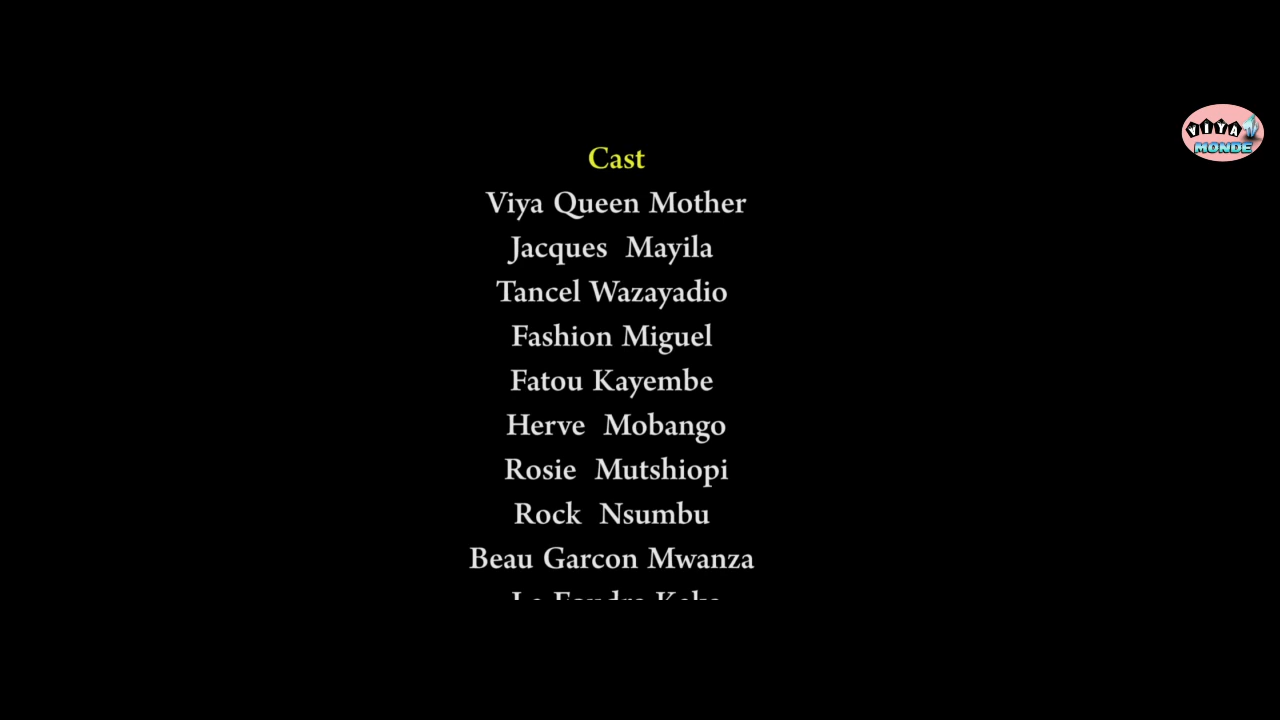 Cast
Viya Queen Mother
Jacques Mayila
Tancel Wazayadio
Fashion Miguel
Fatou Kayembe
Herve Mobango
Rosie Mutshiopi
Rock Nsumbu
Beau Garcon Mwanza
VIYA
MONDE